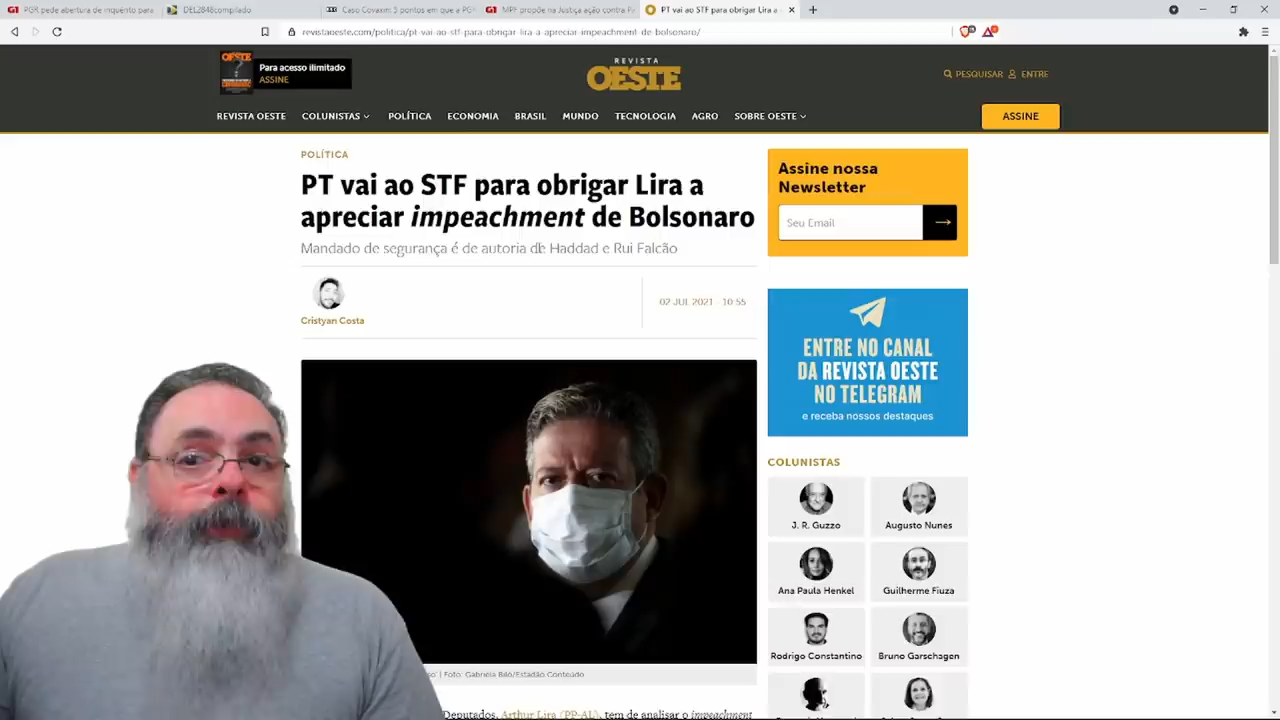 PGR pede abertura de inquérito para
DEL2848compilado
Caso Covaxin: 5 pontos em que a PG
MPF propõe na Justiça ação contra
PT vai ao STF para obrigar Lira a
revistaoeste.com/politica/pt-vai-ao-stf-para-obrigar-lira-a-apreciar-impeachment-de-bolsonaro/
OESTE
Para acesso ilimitado
ASSINE
REVISTA
OESTE
PESQUISAR
ENTRE
REVISTA OESTE
COLUNISTAS
POLÍTICA
ECONOMIA
BRASIL
MUNDO
TECNOLOGIA
AGRO
SOBRE OESTE
ASSINE
POLÍTICA
PT vai ao STF para obrigar Lira a
apreciar impeachment de Bolsonaro
Mandado de segurança é de autoria de Haddad e Rui Falcão
Cristyan Costa
02 JUL 2021 - 10:55
| Foto: Gabriela Biló/Estadão Conteúdo
Deputados, Arthur Lira (PP-AL), tem de analisar o impeachment
Assine nossa
Newsletter
Seu Email
ENTRE NO CANAL
DA REVISTA OESTE
NO TELEGRAM
e receba nossos destaques
COLUNISTAS
J. R. Guzzo
Augusto Nunes
Ana Paula Henkel
Guilherme Fiuza
Rodrigo Constantino
Bruno Garschagen